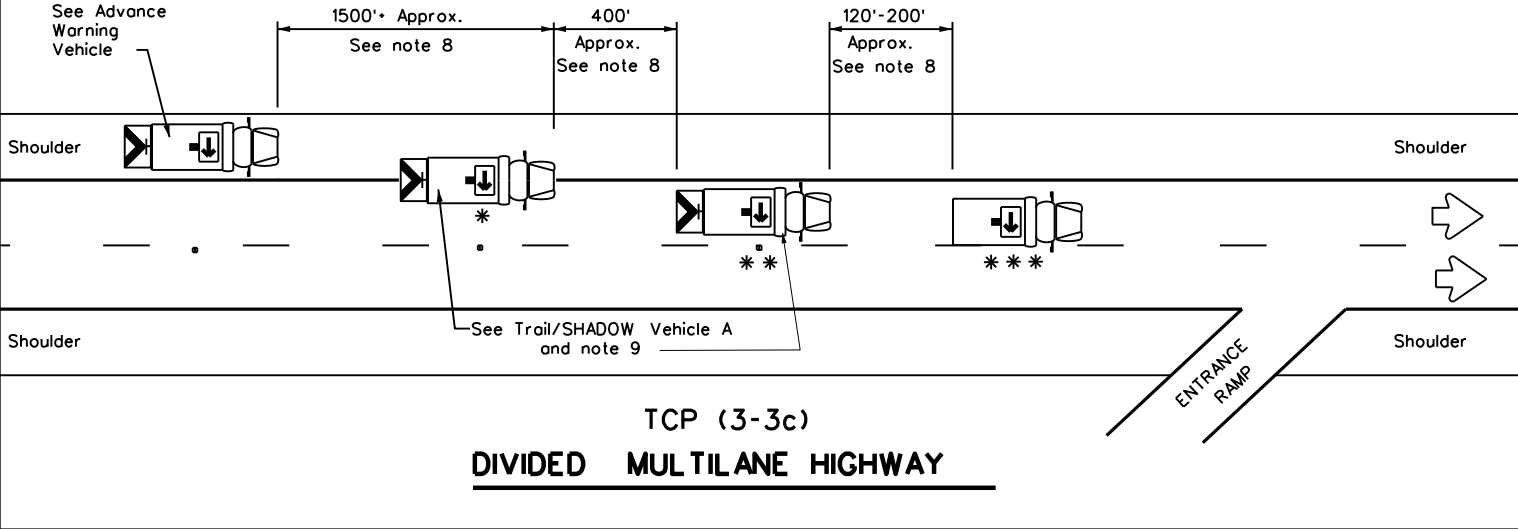 See Advance
Warning
Vehicle
1500'+ Approx.
See note 8
400'
Approx.
See note 8
120'-200'
Approx.
See note 8
Shoulder
Shoulder
*
* *
* * *
See Trail/SHADOW Vehicle A
and note 9
Shoulder
Shoulder
ENTRANCE
RAMP
TCP (3-3c)
DIVIDED MULTILANE HIGHWAY